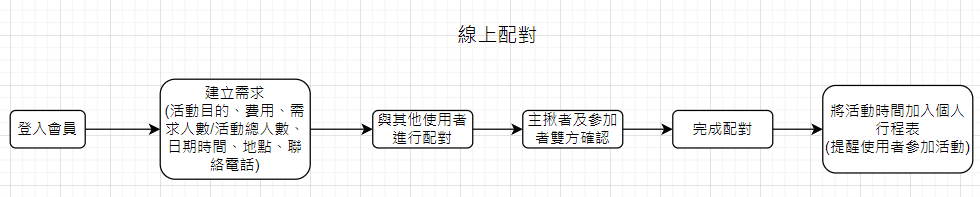 線上配對
登入會員
建立需求
(活動目的、費用、需
求人數/活動總人數、
日期時間、地點、聯
絡電話)
與其他使用者
進行配對
主揪者及參加
者雙方確認
完成配對
將活動時間加入個人
行程表
(提醒使用者參加活動)